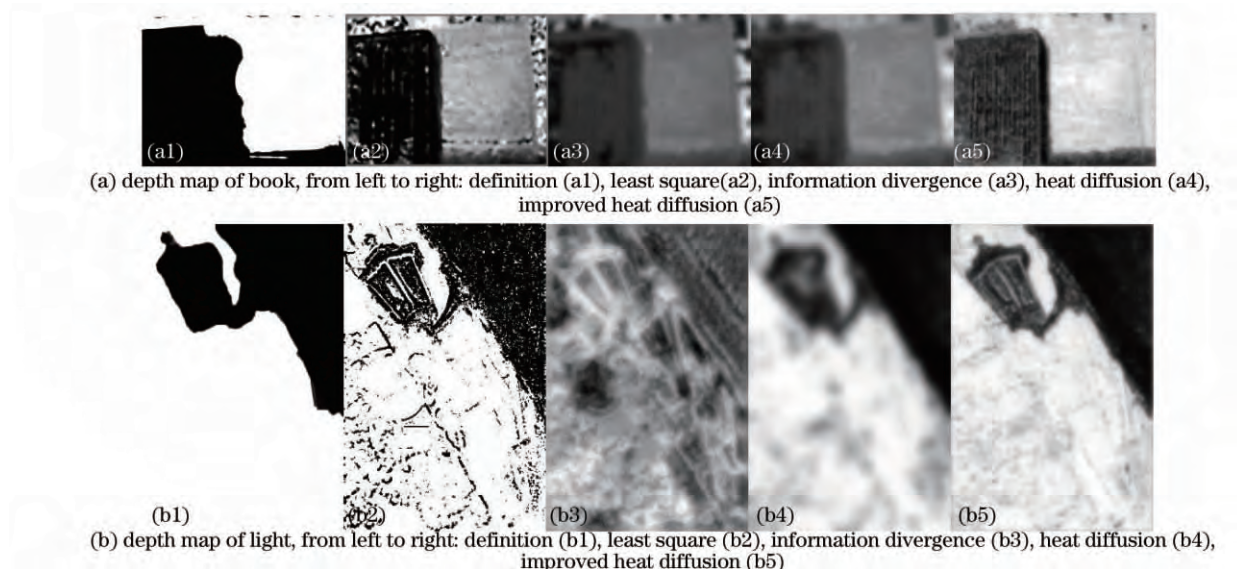 (a1) (a2) (a3) (a4) (a5)
(a) depth map of book, from left to right: definition (a1), least square(a2), information divergence (a3), heat diffusion (a4),
improved heat diffusion (a5)
(b1) (b2) (b3) (b4) (b5)
(b) depth map of light, from left to right: definition (b1), least square (b2), information divergence (b3), heat diffusion (b4),
improved heat diffusion (b5)